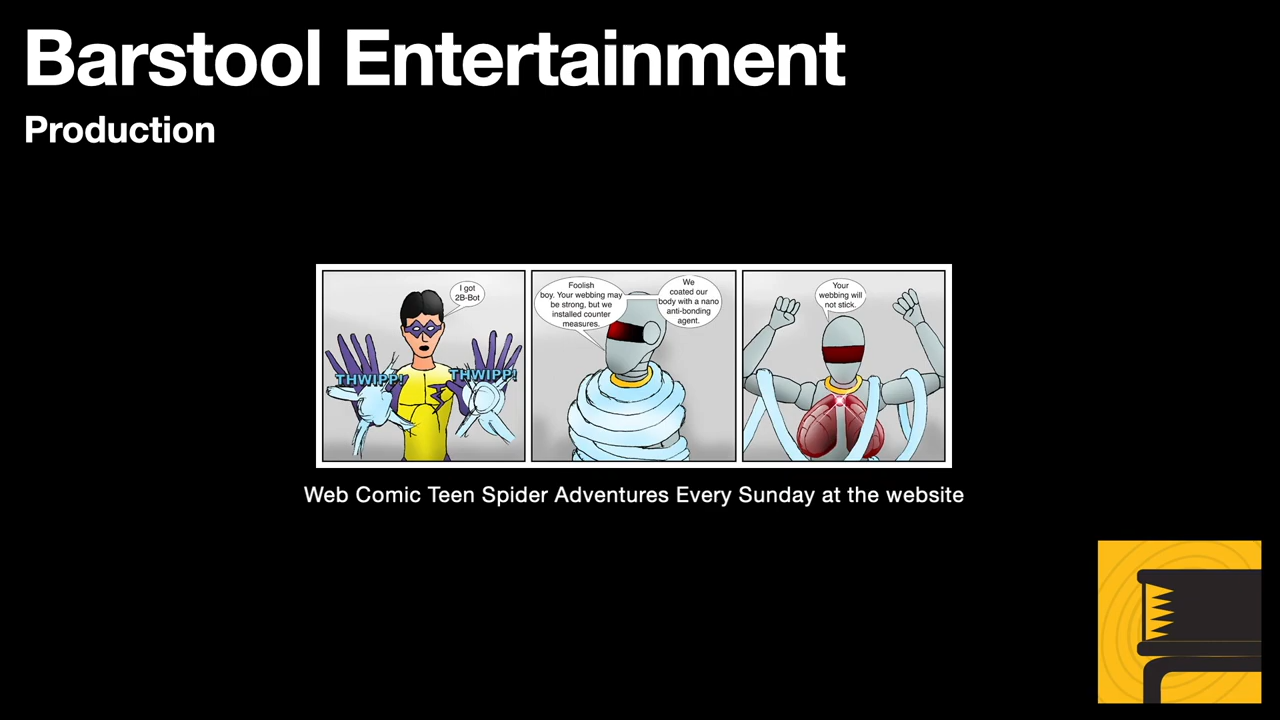 Barstool Entertainment
Production
I got
2B-Bot
THWIPP!
THWIPP!
Foolish
boy. Your webbing may
be strong, but we
installed counter
measures.
We
coated our
body with a nano
anti-bonding
agent.
Your
webbing will
not stick.
Web Comic Teen Spider Adventures Every Sunday at the website